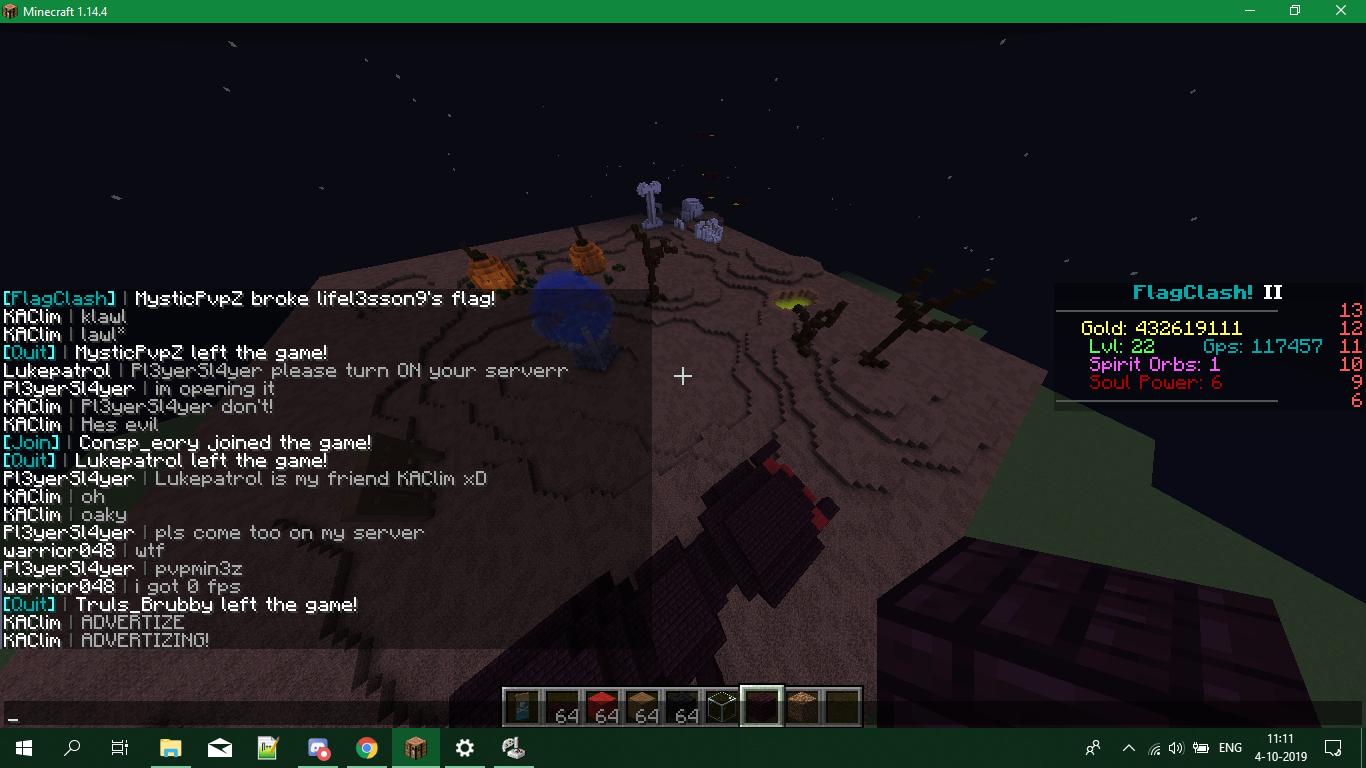 Minecraft 1.14.4
[FlagClash] | MysticPvpZ broke lifel3sson9's flag!
KAClim | klawl
KAClim | lawl*
[Quit] | MysticPvpZ left the game!
Lukepatrol | Pl3yerSl4yer please turn ON your serverr
Pl3yerSl4yer | im opening it
KAClim | Pl3yerSl4yer don't!
KAClim | Hes evil
[Join] | Consp_eory joined the game!
[Quit] | Lukepatrol left the game!
Pl3yerSl4yer | Lukepatrol is my friend KAClim xD
KAClim | oh
KAClim | oaky
Pl3yerSl4yer | pls come too on my server
warrior048 | wtf
Pl3yerSl4yer | pvpmin3z
warrior048 | i got 0 fps
[Quit] | Truls_Brubby left the game!
KAClim | ADVERTIZE
KAClim | ADVERTIZING!
_
FlagClash! II
13
Gold: 432619111 12
Lvl: 22 Gps: 117457 11
Spirit Orbs: 1 10
Soul Power: 6 9
6
64 64 64 64
ENG
11:11
4-10-2019